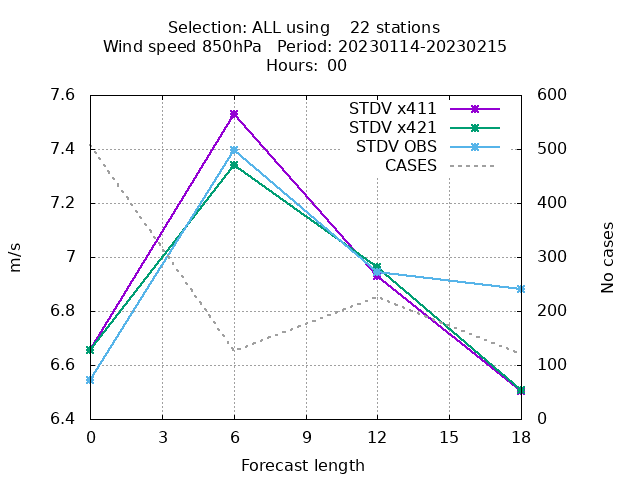 Selection: ALL using    22 stations
Wind speed 850hPa   Period: 20230114-20230215
Hours:  00
7.6
7.4
7.2
7
6.8
6.6
6.4
600
500
400
300
200
100
0
STDV x411
STDV x421
STDV OBS
CASES
m/s
No cases
0 3 6 9 12 15 18
Forecast length